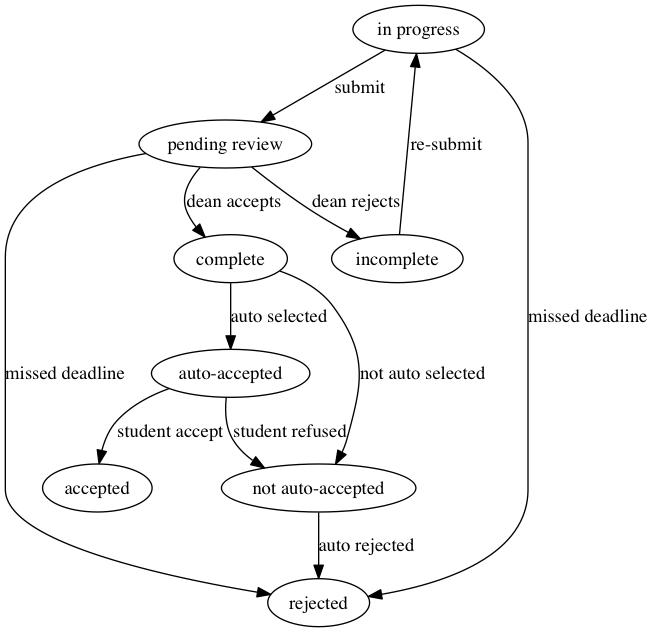 in progress
submit
pending review
re-submit
dean accepts
dean rejects
complete
incomplete
auto selected
missed deadline
auto-accepted
missed deadline
not auto selected
student accept
student refused
accepted
not auto-accepted
auto rejected
rejected